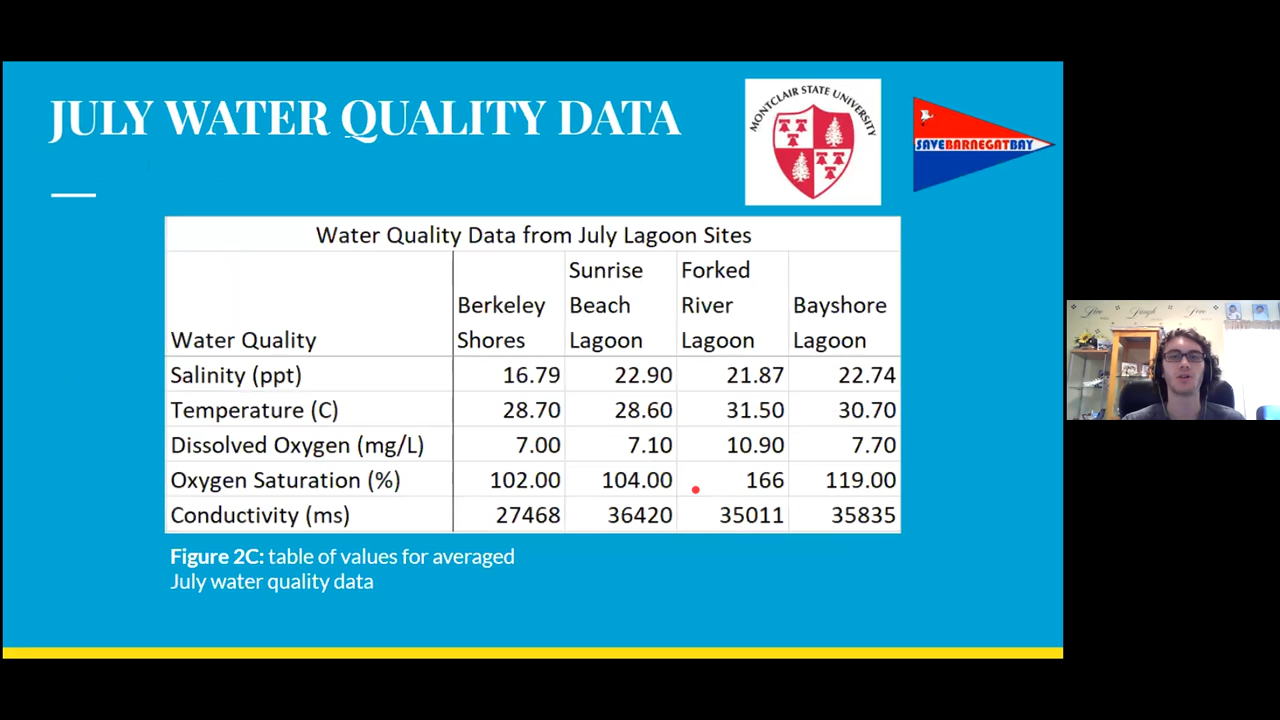 JULY WATER QUALITY DATA
MONTCLAIR STATE UNIVERSITY
SAVEBARNEGATBAY
Water Quality Data from July Lagoon Sites
Water Quality Berkeley Shores Sunrise Beach Lagoon Forked River Lagoon Bayshore Lagoon
Salinity (ppt) 16.79 22.90 21.87 22.74
Temperature (C) 28.70 28.60 31.50 30.70
Dissolved Oxygen (mg/L) 7.00 7.10 10.90 7.70
Oxygen Saturation (%) 102.00 104.00 166 119.00
Conductivity (ms) 27468 36420 35011 35835
Figure 2C: table of values for averaged
July water quality data